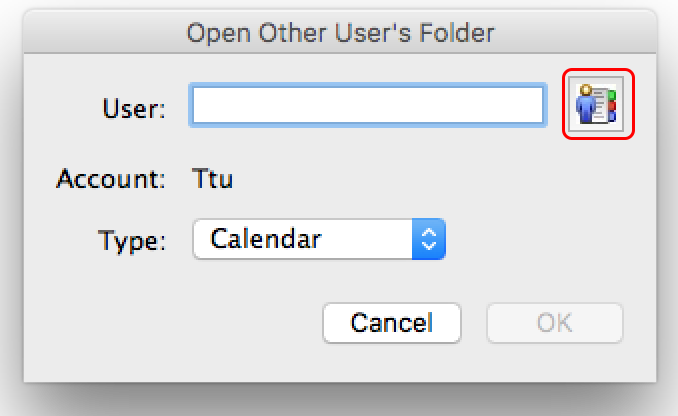 Open Other User's Folder
User:
Account: Ttu
Type: Calendar
Cancel OK